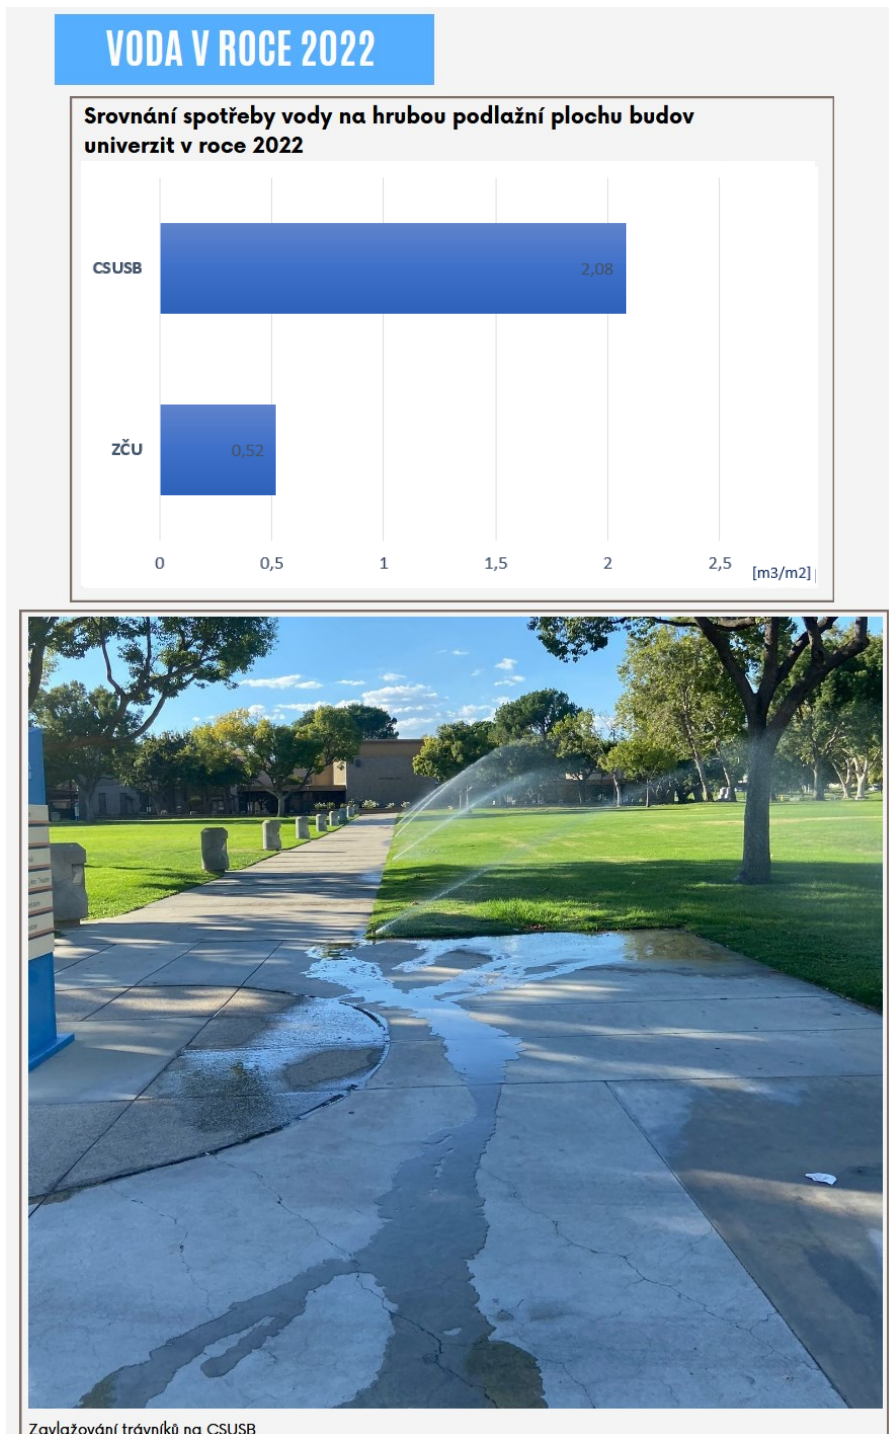 VODA V ROCE 2022
Srovnání spotřeby vody na hrubou podlažní plochu budov
univerzit v roce 2022
CSUSB
2,08
ZČU
0,52
0 0,5 1 1,5 2 2,5 [m3/m2]
Zavlažování trávníků na CSUSB